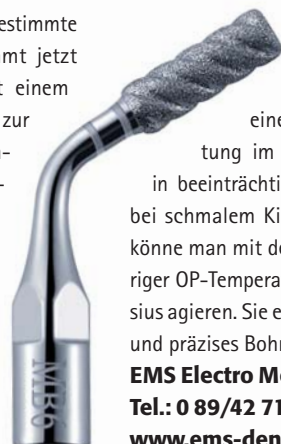 estimmte
mt jetzt
t einem
zur
n-
-
eine
tung im
in beeinträchti
bei schmalem Ki
könne man mit de
riger OP-Tempera
sius agieren. Sie e
und präzises Bohr
EMS Electro Me
Tel.: 0 89/42 71
www.ems-den
MB6